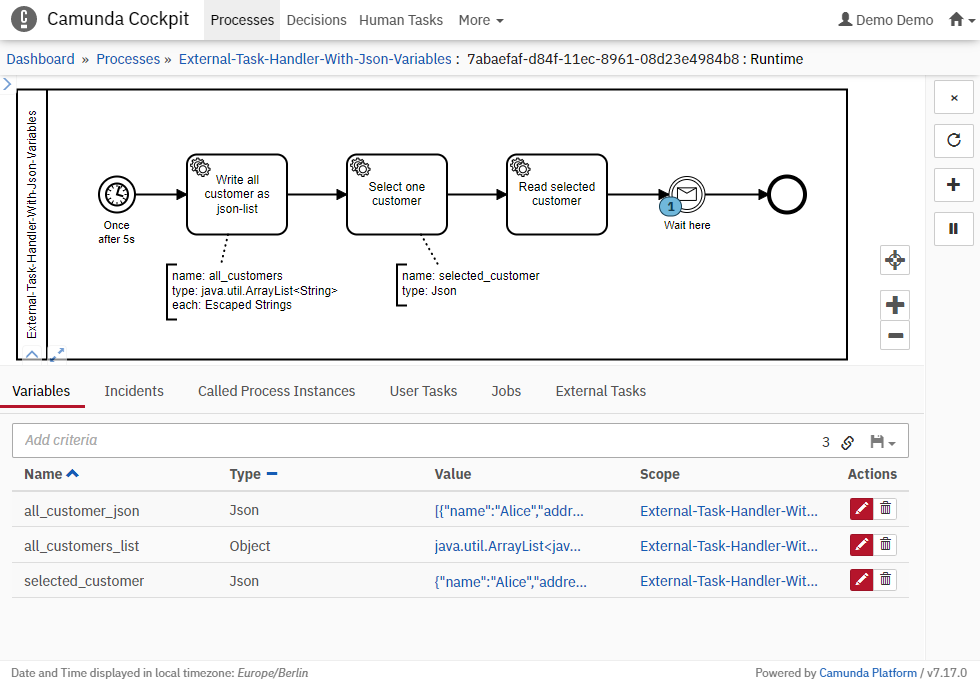 Camunda Cockpit Processes Decisions Human Tasks More Demo Demo
Dashboard » Processes » External-Task-Handler-With-Json-Variables : 7abaefaf-d84f-11ec-8961-08d23e4984b8 : Runtime
External-Task-Handler-With-Json-Variables
Once
after 5s
Write all
customer as
json-list
Select one
customer
Read selected
customer
1
Wait here
name: all_customers
type: java.util.ArrayList<String>
each: Escaped Strings
name: selected_customer
type: Json
Variables Incidents Called Process Instances User Tasks Jobs External Tasks
Add criteria 3
Name Type Value Scope Actions
all_customer_json Json [{"name":"Alice","addr... External-Task-Handler-Wit...
all_customers_list Object java.util.ArrayList<jav... External-Task-Handler-Wit...
selected_customer Json {"name":"Alice","addre... External-Task-Handler-Wit...
Date and Time displayed in local timezone: Europe/Berlin Powered by Camunda Platform / v7.17.0